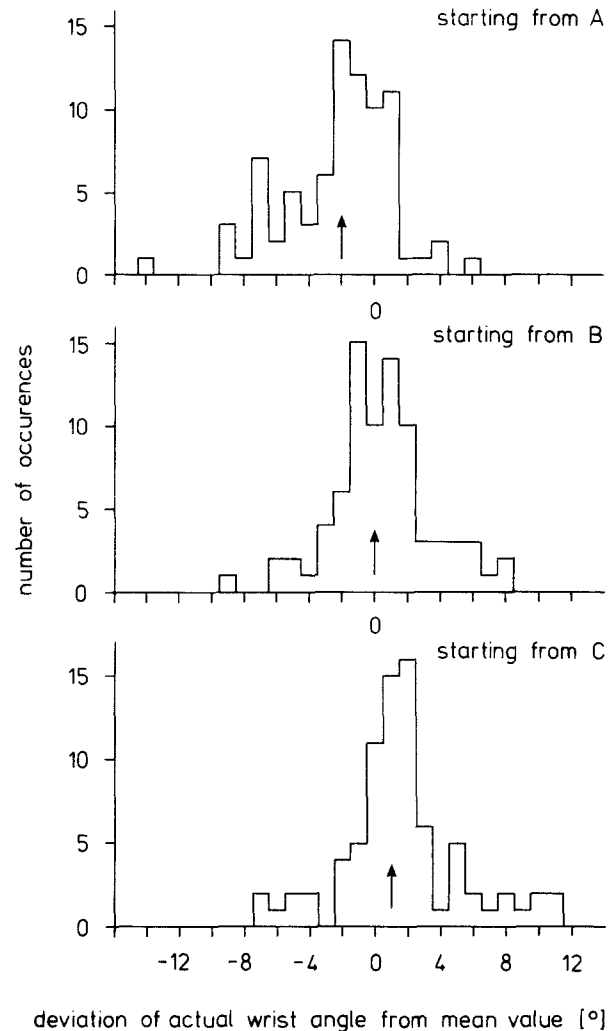 starting from A
15
10
5
0
0
starting from B
15
10
5
0
0
starting from C
15
10
5
0
-12 -8 -4 0 4 8 12
number of occurences
deviation of actual wrist angle from mean value [°]